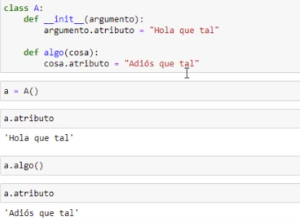 class A:
    def __init__(argumento):
        argumento.atributo = "Hola que tal"
    def algo(cosa):
        cosa.atributo = "Adiós que tal"
a = A()
a.atributo
'Hola que tal'
a.algo()
a.atributo
'Adiós que tal'